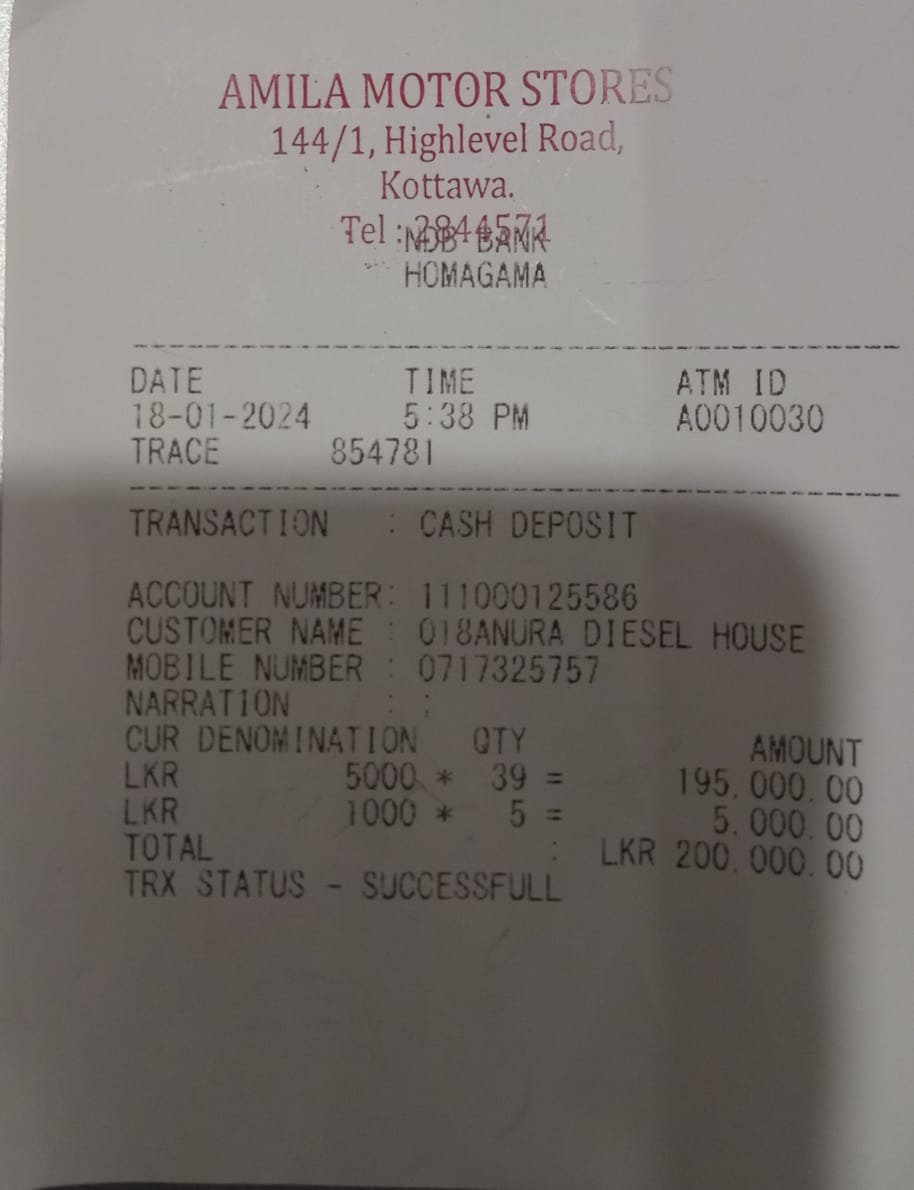 AMILA MOTOR STORES
144/1, Highlevel Road,
Kottawa.
Tel : 2844571
NDB BANK
HOMAGAMA
DATE TIME ATM ID
18-01-2024 5:38 PM A0010030
TRACE 854781
TRANSACTION : CASH DEPOSIT
ACCOUNT NUMBER: 111000125586
CUSTOMER NAME : 018ANURA DIESEL HOUSE
MOBILE NUMBER : 0717325757
NARRATION : :
CUR DENOMINATION QTY AMOUNT
LKR 5000 * 39 = 195,000.00
LKR 1000 * 5 = 5,000.00
TOTAL : LKR 200,000.00
TRX STATUS - SUCCESSFULL